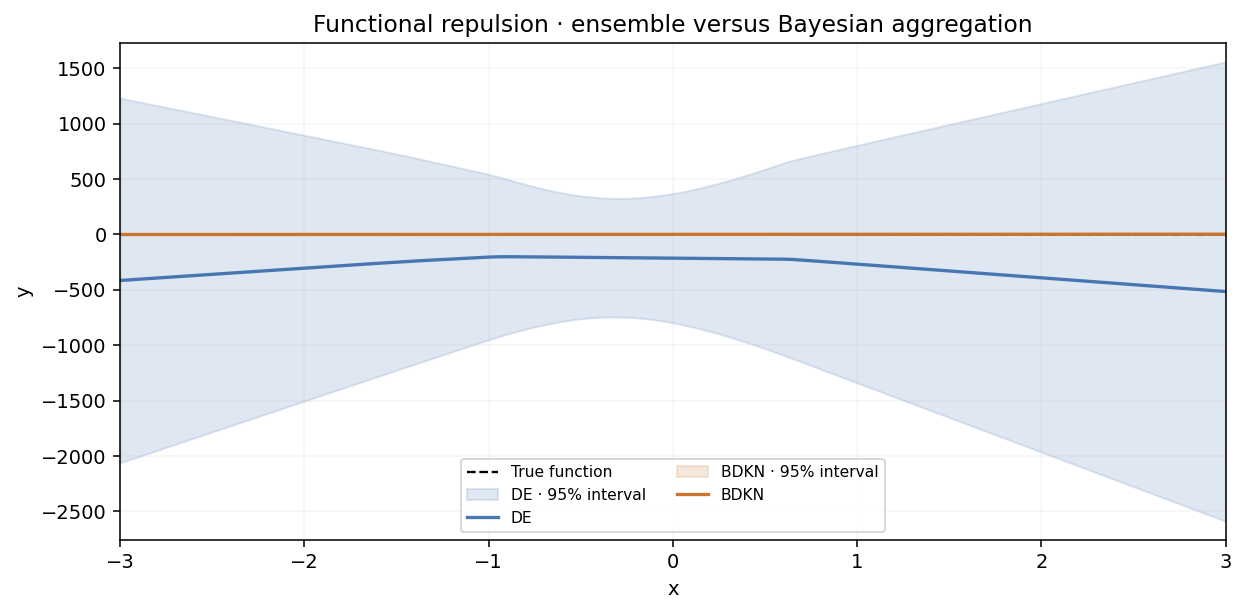 Functional repulsion · ensemble versus Bayesian aggregation
1500
1000
500
0
−500
−1000
−1500
−2000
−2500
y
True function
DE · 95% interval
DE
BDKN · 95% interval
BDKN
−3 −2 −1 0 1 2 3
x